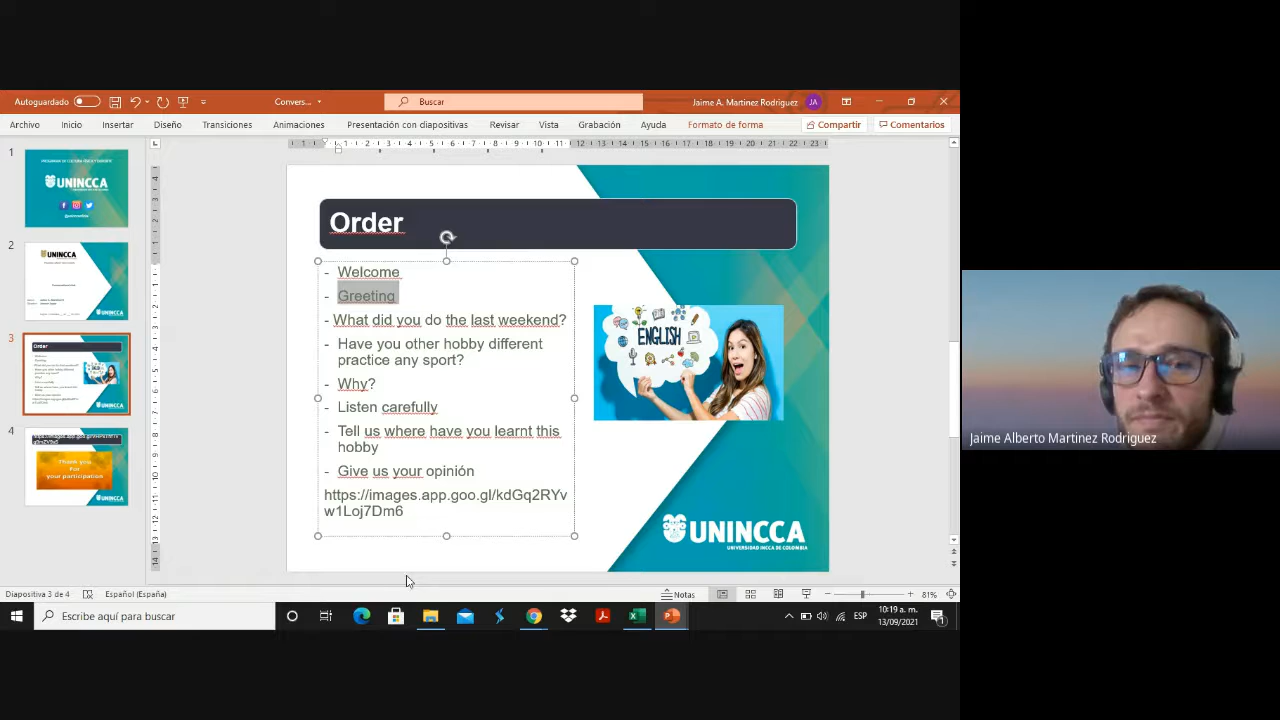 Autoguardado
Convers...
Buscar
Jaime A. Martinez Rodriguez
JA
Archivo Inicio Insertar Diseño Transiciones Animaciones Presentación con diapositivas Revisar Vista Grabación Ayuda Formato de forma Compartir Comentarios
1
UNINCCA
2
3
4
Thank you
for
your participation
Order
- Welcome
- Greeting
- What did you do the last weekend?
- Have you other hobby different
practice any sport?
- Why?
- Listen carefully
- Tell us where have you learnt this
hobby
- Give us your opinión
https://images.app.goo.gl/kdGq2RYv
w1Loj7Dm6
ENGLISH
UNINCCA
UNIVERSIDAD INCCA DE COLOMBIA
Jaime Alberto Martinez Rodriguez
Diapositiva 3 de 4 Español (España) Notas 81%
Escribe aquí para buscar
ESP
10:19 a. m.
13/09/2021
1